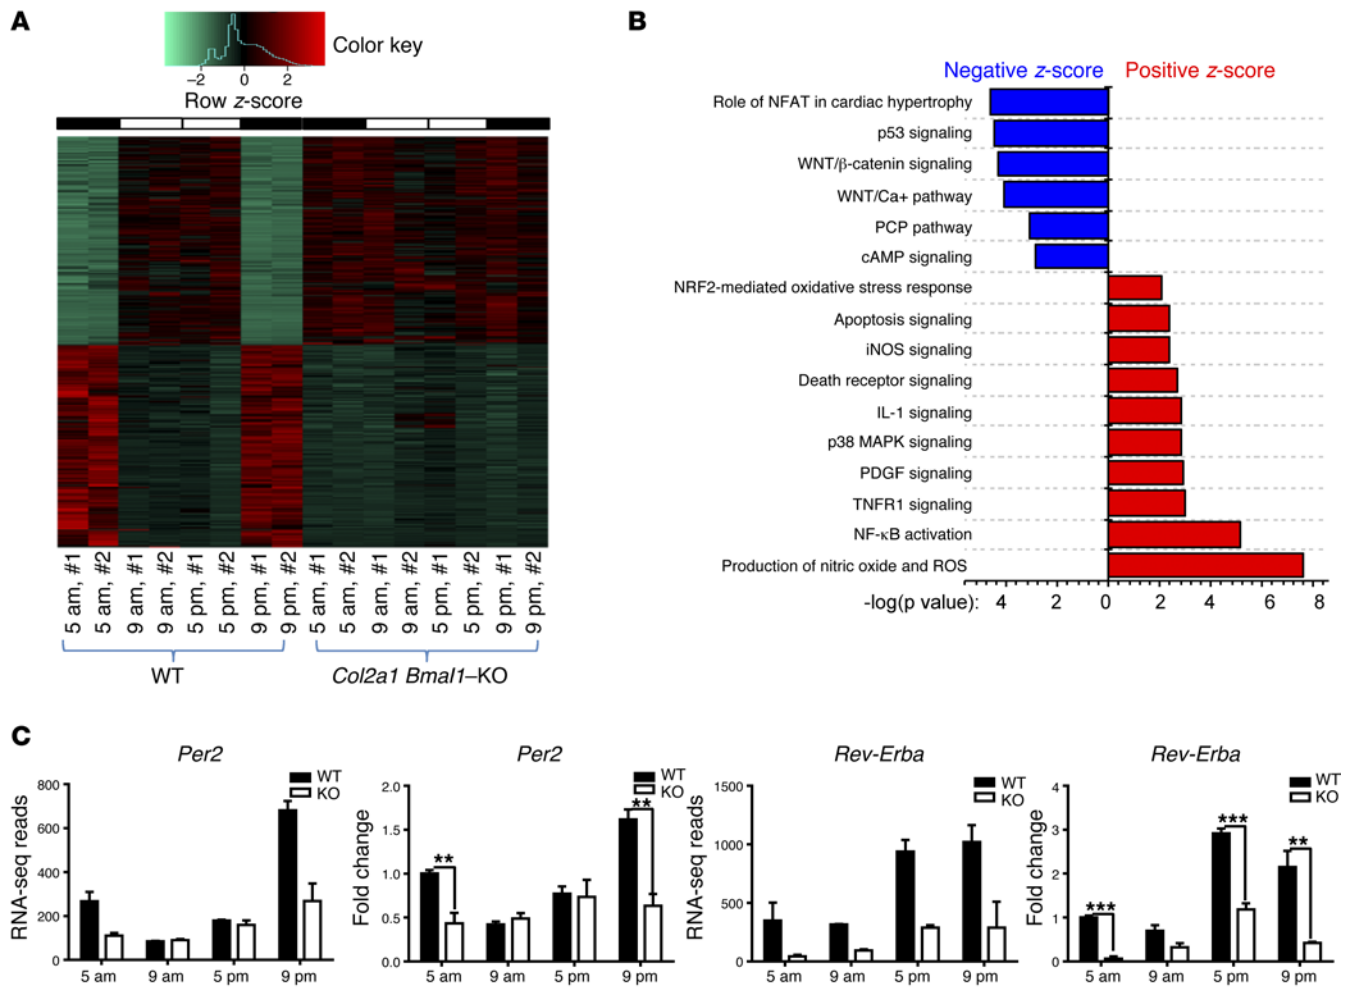 A
Color key
−2 0 2
Row z-score
5 am, #1
5 am, #2
9 am, #1
9 am, #2
5 pm, #1
5 pm, #2
9 pm, #1
9 pm, #2
5 am, #1
5 am, #2
9 am, #1
9 am, #2
5 pm, #1
5 pm, #2
9 pm, #1
9 pm, #2
WT
Col2a1 Bmal1–KO
B
Negative z-score Positive z-score
Role of NFAT in cardiac hypertrophy
p53 signaling
WNT/β-catenin signaling
WNT/Ca+ pathway
PCP pathway
cAMP signaling
NRF2-mediated oxidative stress response
Apoptosis signaling
iNOS signaling
Death receptor signaling
IL-1 signaling
p38 MAPK signaling
PDGF signaling
TNFR1 signaling
NF-κB activation
Production of nitric oxide and ROS
-log(p value): 4 2 0 2 4 6 8
C
Per2
WT
KO
RNA-seq reads
800
600
400
200
0
5 am 9 am 5 pm 9 pm
Per2
WT
KO
Fold change
2.0
1.5
1.0
0.5
0.0
**
**
5 am 9 am 5 pm 9 pm
Rev-Erba
WT
KO
RNA-seq reads
1500
1000
500
0
5 am 9 am 5 pm 9 pm
Rev-Erba
WT
KO
Fold change
4
3
2
1
0
***
***
**
5 am 9 am 5 pm 9 pm